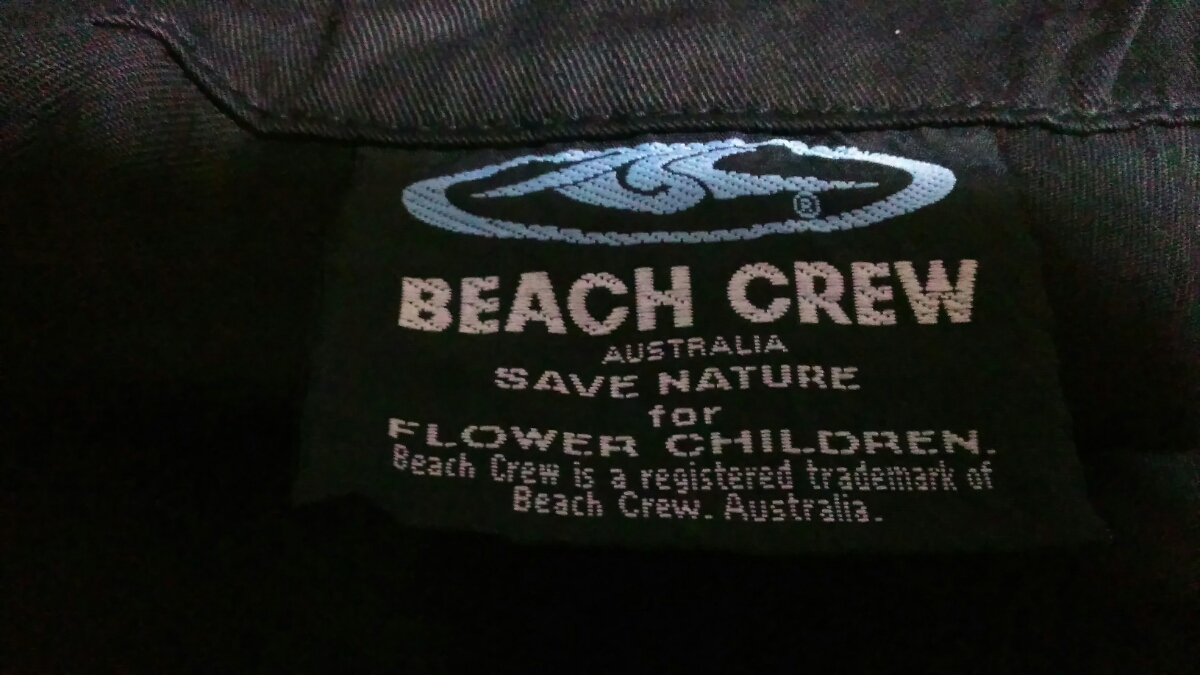 ®
BEACH CREW
AUSTRALIA
SAVE NATURE
for
FLOWER CHILDREN.
Beach Crew is a registered trademark of
Beach Crew. Australia.